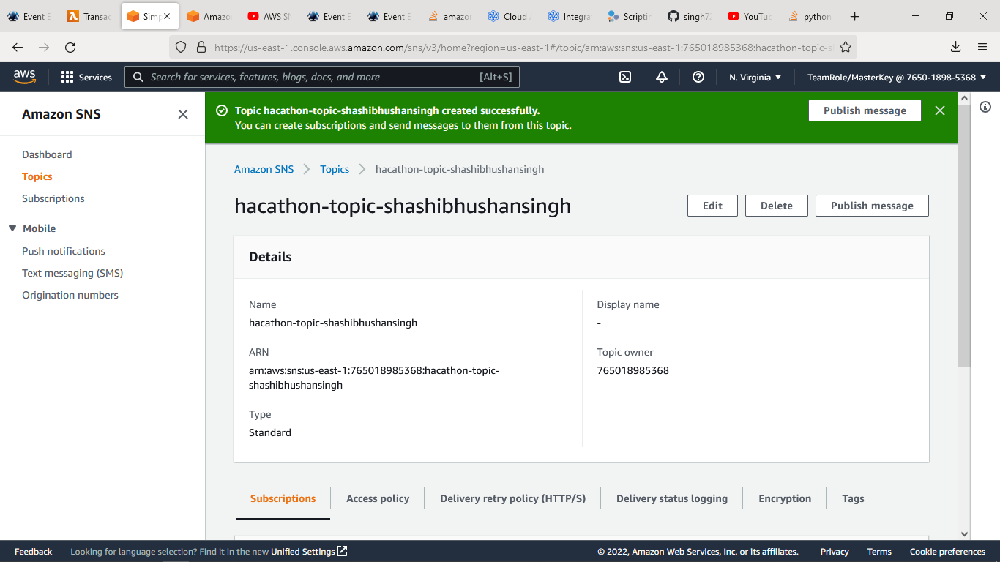 Event E
Transac
Simp
Amazo
AWS SN
Event E
Event E
amazor
Cloud A
Integra
Scriptin
singh72
YouTub
python
https://us-east-1.console.aws.amazon.com/sns/v3/home?region=us-east-1#/topic/arn:aws:sns:us-east-1:765018985368:hacathon-topic-s
aws
Services
Search for services, features, blogs, docs, and more
[Alt+S]
N. Virginia
TeamRole/MasterKey @ 7650-1898-5368
Amazon SNS
Dashboard
Topics
Subscriptions
Mobile
Push notifications
Text messaging (SMS)
Origination numbers
Topic hacathon-topic-shashibhushansingh created successfully.
You can create subscriptions and send messages to them from this topic.
Publish message
Amazon SNS
Topics
hacathon-topic-shashibhushansingh
hacathon-topic-shashibhushansingh
Edit
Delete
Publish message
Details
Name
hacathon-topic-shashibhushansingh
ARN
arn:aws:sns:us-east-1:765018985368:hacathon-topic-
shashibhushansingh
Type
Standard
Display name
-
Topic owner
765018985368
Subscriptions
Access policy
Delivery retry policy (HTTP/S)
Delivery status logging
Encryption
Tags
Feedback
Looking for language selection? Find it in the new Unified Settings
© 2022, Amazon Web Services, Inc. or its affiliates.
Privacy
Terms
Cookie preferences